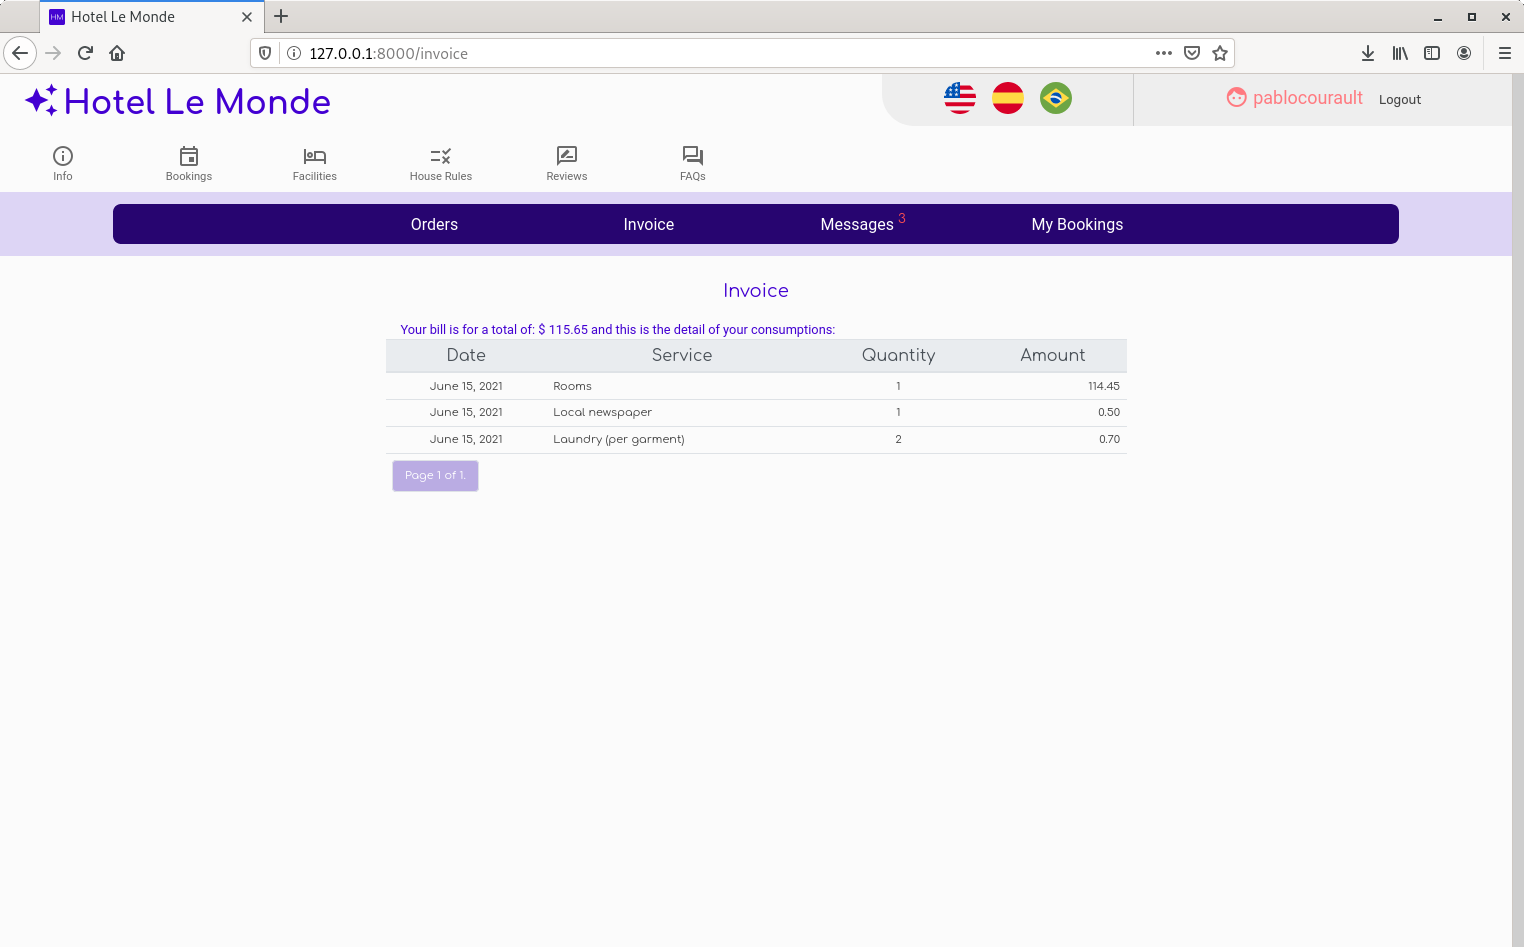 HM Hotel Le Monde
127.0.0.1:8000/invoice
Hotel Le Monde
pablocourault Logout
Info Bookings Facilities House Rules Reviews FAQs
Orders Invoice Messages 3 My Bookings
Invoice
Your bill is for a total of: $ 115.65 and this is the detail of your consumptions:
Date Service Quantity Amount
June 15, 2021 Rooms 1 114.45
June 15, 2021 Local newspaper 1 0.50
June 15, 2021 Laundry (per garment) 2 0.70
Page 1 of 1.